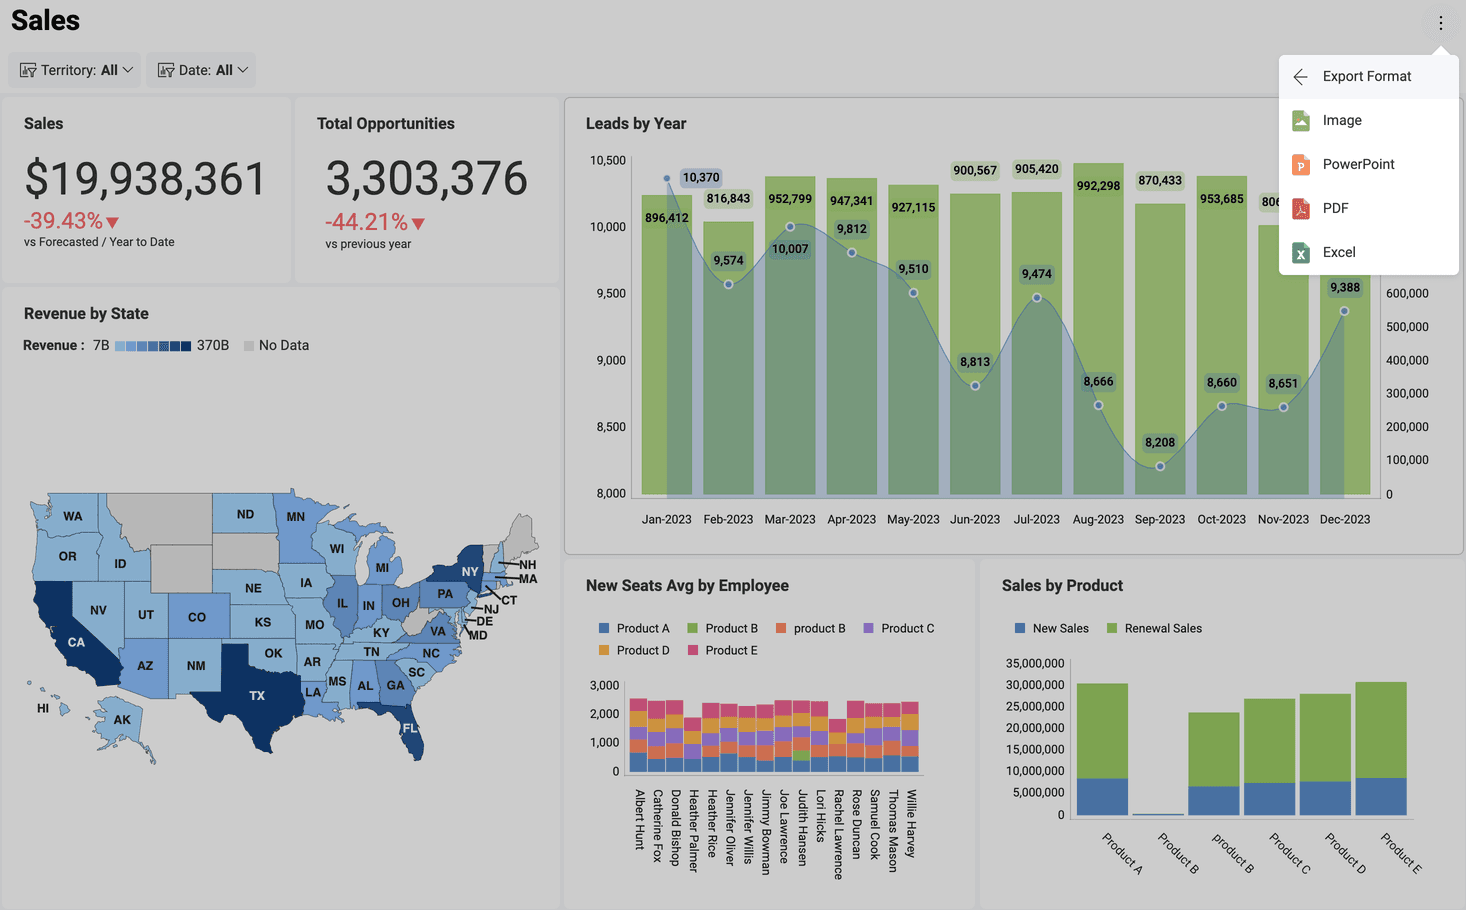 Sales
Territory: All
Date: All
Export Format
Image
PowerPoint
PDF
Excel
Sales
$19,938,361
-39.43%
vs Forecasted / Year to Date
Total Opportunities
3,303,376
-44.21%
vs previous year
Revenue by State
Revenue : 7B 370B No Data
WA
OR
ID
NV
CA
UT
AZ
CO
NM
ND
NE
KS
OK
TX
MN
IA
MO
AR
LA
WI
IL
MI
IN
OH
KY
TN
MS
AL
GA
FL
SC
NC
VA
PA
NY
NH
MA
CT
NJ
DE
MD
HI
AK
Leads by Year
10,500
10,000
9,500
9,000
8,500
8,000
896,412
816,843
952,799
947,341
927,115
900,567
905,420
992,298
870,433
953,685
10,370
9,574
10,007
9,812
9,510
8,813
9,474
8,666
8,208
8,660
8,651
9,388
600,000
500,000
400,000
300,000
200,000
100,000
0
Jan-2023 Feb-2023 Mar-2023 Apr-2023 May-2023 Jun-2023 Jul-2023 Aug-2023 Sep-2023 Oct-2023 Nov-2023 Dec-2023
New Seats Avg by Employee
Product A Product B product B Product C
Product D Product E
3,000
2,000
1,000
0
Albert Hunt
Catherine Fox
Donald Bishop
Heather Palmer
Heather Rice
Jennifer Oliver
Jennifer Willis
Jimmy Bowman
Joe Lawrence
Judith Hansen
Lori Hicks
Rachel Lawrence
Rose Duncan
Samuel Cook
Thomas Mason
Willie Harvey
Sales by Product
New Sales Renewal Sales
35,000,000
30,000,000
25,000,000
20,000,000
15,000,000
10,000,000
5,000,000
0
Product A
Product B
product B
Product C
Product D
Product E